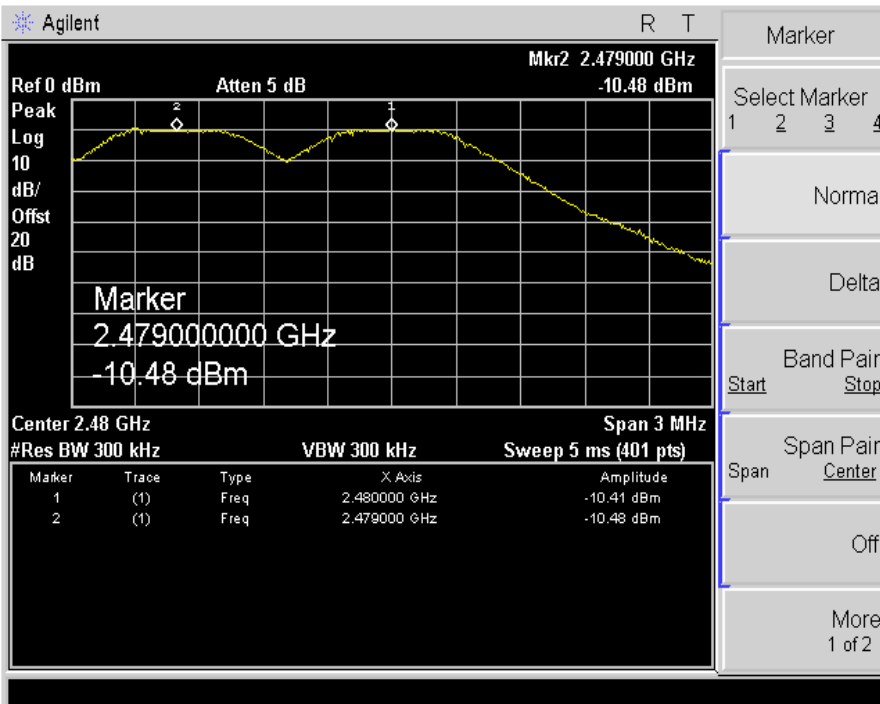 Agilent R T
Mkr2 2.479000 GHz
Ref 0 dBm Atten 5 dB -10.48 dBm
Peak
Log
10
dB/
Offst
20
dB
2 1
Marker
2.479000000 GHz
-10.48 dBm
Center 2.48 GHz Span 3 MHz
#Res BW 300 kHz VBW 300 kHz Sweep 5 ms (401 pts)
Marker Trace Type X Axis Amplitude
1 (1) Freq 2.480000 GHz -10.41 dBm
2 (1) Freq 2.479000 GHz -10.48 dBm
Marker
Select Marker
1 2 3 4
Norma
Delta
Band Pair
Start Stop
Span Pair
Span Center
Off
More
1 of 2